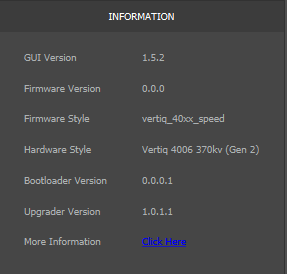 INFORMATION
GUI Version 1.5.2
Firmware Version 0.0.0
Firmware Style vertiq_40xx_speed
Hardware Style Vertiq 4006 370kv (Gen 2)
Bootloader Version 0.0.0.1
Upgrader Version 1.0.1.1
More Information Click Here